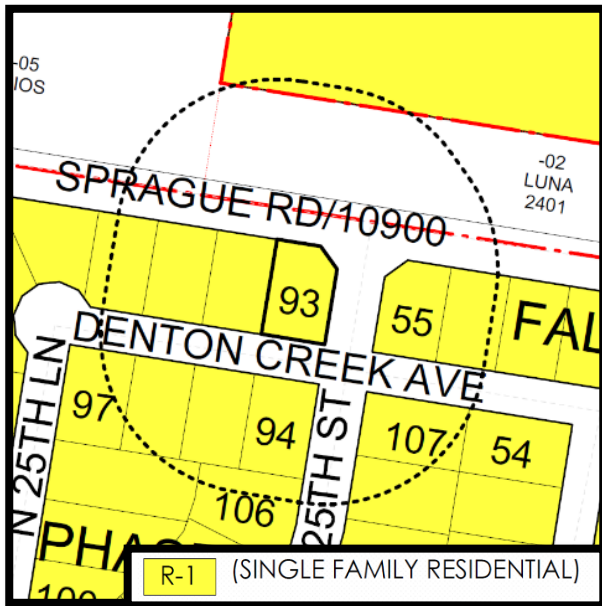 -05
IOS
-02
LUNA
2401
SPRAGUE RD/10900
93
55
FAL
DENTON CREEK AVE
97
94
107
54
N 25TH LN
25TH ST
106
PHAS
100
R-1
(SINGLE FAMILY RESIDENTIAL)